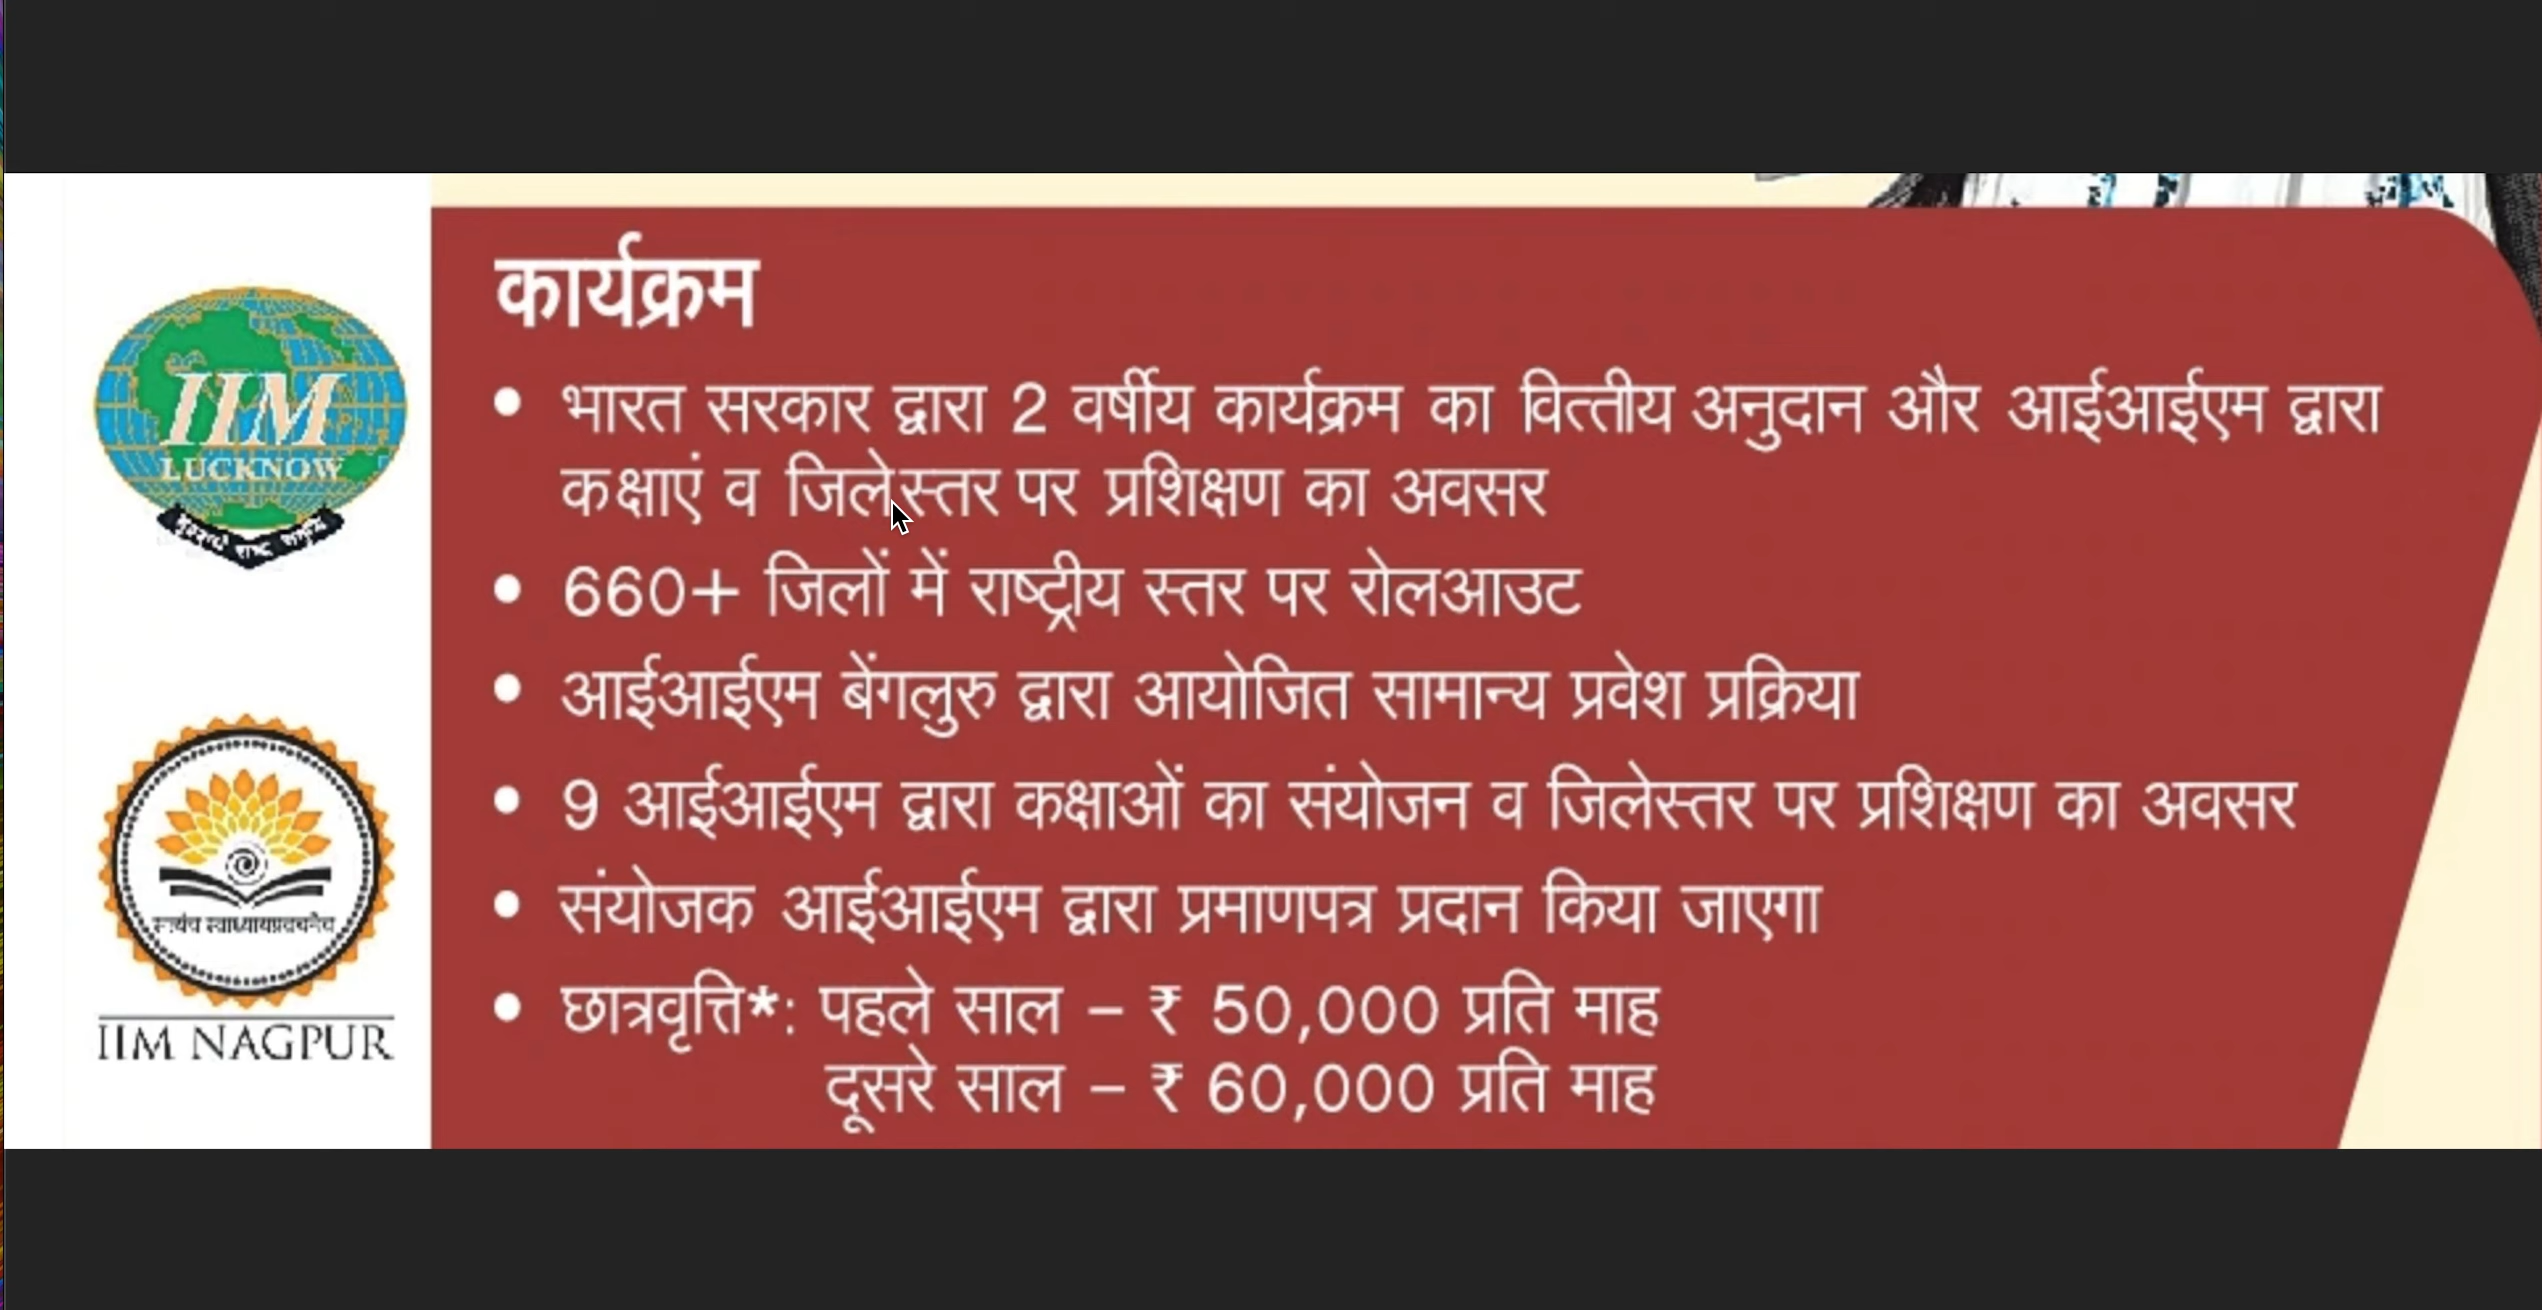 IIM
LUCKNOW
IIM NAGPUR
कार्यक्रम
• भारत सरकार द्वारा 2 वर्षीय कार्यक्रम का वित्तीय अनुदान और आईआईएम द्वारा
कक्षाएं व जिलेस्तर पर प्रशिक्षण का अवसर
• 660+ जिलों में राष्ट्रीय स्तर पर रोलआउट
• आईआईएम बेंगलुरु द्वारा आयोजित सामान्य प्रवेश प्रक्रिया
• 9 आईआईएम द्वारा कक्षाओं का संयोजन व जिलेस्तर पर प्रशिक्षण का अवसर
• संयोजक आईआईएम द्वारा प्रमाणपत्र प्रदान किया जाएगा
• छात्रवृत्ति*: पहले साल – ₹ 50,000 प्रति माह
दूसरे साल – ₹ 60,000 प्रति माह